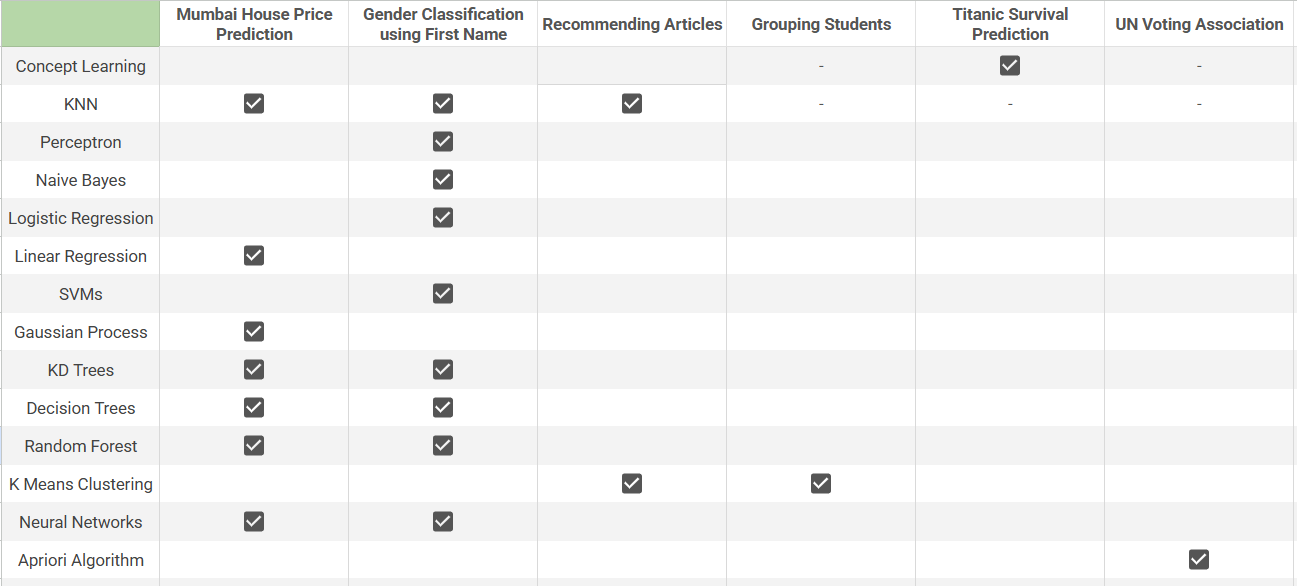 Mumbai House Price Prediction Gender Classification using First Name Recommending Articles Grouping Students Titanic Survival Prediction UN Voting Association
Concept Learning - ☑ -
KNN ☑ ☑ ☑ - - -
Perceptron ☑
Naive Bayes ☑
Logistic Regression ☑
Linear Regression ☑
SVMs ☑
Gaussian Process ☑
KD Trees ☑ ☑
Decision Trees ☑ ☑
Random Forest ☑ ☑
K Means Clustering ☑ ☑
Neural Networks ☑ ☑
Apriori Algorithm ☑